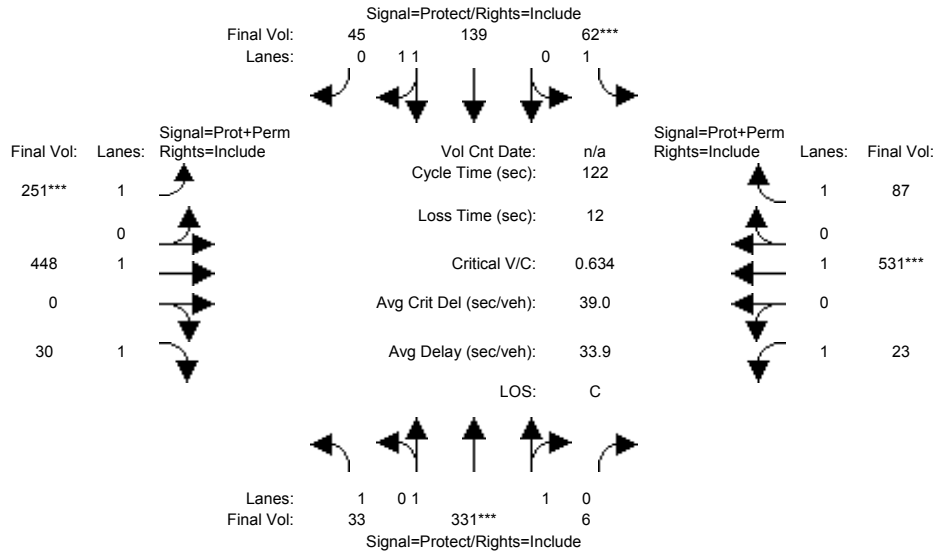 Signal=Protect/Rights=Include
Final Vol: 45 139 62***
Lanes: 0 1 1 0 1
Signal=Prot+Perm
Final Vol: Lanes: Rights=Include
Vol Cnt Date: n/a
Signal=Prot+Perm
Rights=Include Lanes: Final Vol:
Cycle Time (sec): 122
251*** 1
1 87
Loss Time (sec): 12
0
0
448 1
Critical V/C: 0.634
1 531***
0
Avg Crit Del (sec/veh): 39.0
0
30 1
Avg Delay (sec/veh): 33.9
1 23
LOS: C
Lanes: 1 0 1 1 0
Final Vol: 33 331*** 6
Signal=Protect/Rights=Include